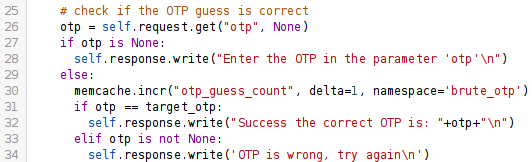 25 # check if the OTP guess is correct
26 otp = self.request.get("otp", None)
27 if otp is None:
28 self.response.write("Enter the OTP in the parameter 'otp'\n")
29 else:
30 memcache.incr("otp_guess_count", delta=1, namespace='brute_otp')
31 if otp == target_otp:
32 self.response.write("Success the correct OTP is: "+otp+"\n")
33 elif otp is not None:
34 self.response.write('OTP is wrong, try again\n')